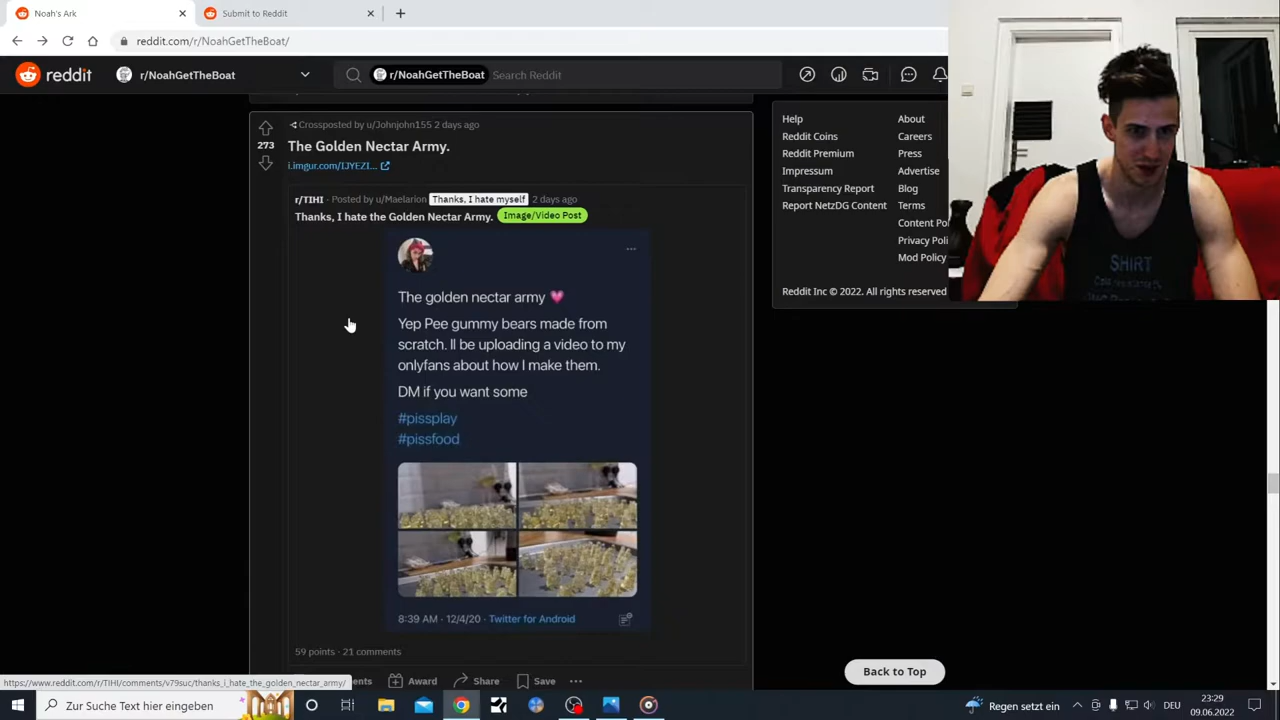 Noah's Ark
Submit to Reddit
reddit.com/r/NoahGetTheBoat/
reddit
r/NoahGetTheBoat
r/NoahGetTheBoat
Search Reddit
Crossposted by u/Johnjohn155 2 days ago
273
The Golden Nectar Army.
i.imgur.com/IJYEZI...
r/TIHI · Posted by u/Maelarion Thanks, I hate myself 2 days ago
Thanks, I hate the Golden Nectar Army. Image/Video Post
The golden nectar army
Yep Pee gummy bears made from
scratch. Il be uploading a video to my
onlyfans about how I make them.
DM if you want some
#pissplay
#pissfood
8:39 AM · 12/4/20 · Twitter for Android
59 points · 21 comments
Award
Share
Save
Help
About
Reddit Coins
Careers
Reddit Premium
Press
Impressum
Advertise
Transparency Report
Blog
Report NetzDG Content
Terms
Content Po
Privacy Poli
Mod Policy
Reddit Inc © 2022. All rights reserved
SHIRT
Back to Top
https://www.reddit.com/r/TIHI/comments/v79suc/thanks_i_hate_the_golden_nectar_army/
Zur Suche Text hier eingeben
Regen setzt ein
DEU
23:29
09.06.2022